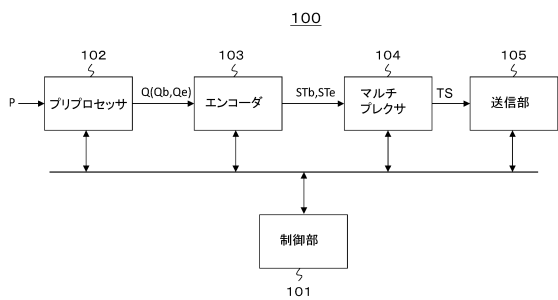 100
102
103
104
105
P
プリプロセッサ
Q(Qb,Qe)
エンコーダ
STb,STe
マルチ
プレクサ
TS
送信部
制御部
101